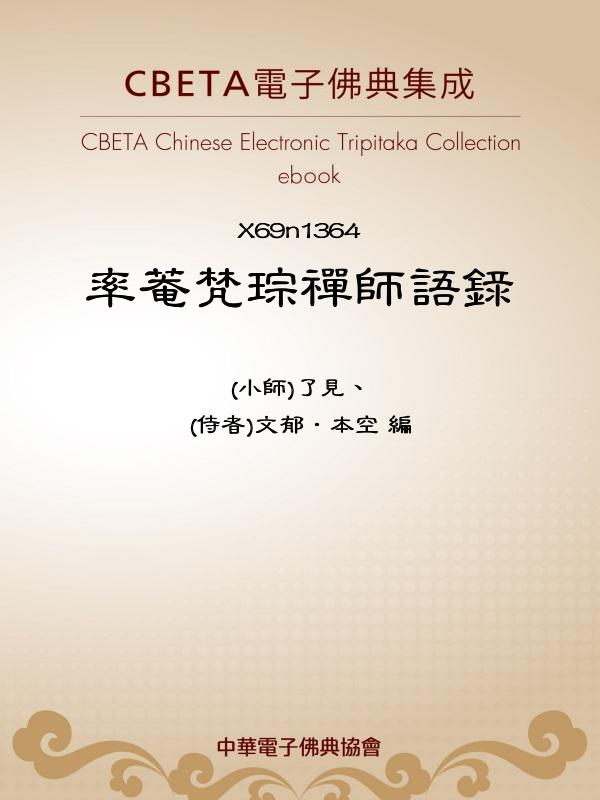 CBETA電子佛典集成
CBETA Chinese Electronic Tripitaka Collection
ebook
X69n1364
率菴梵琮禪師語錄
(小師)了見、
(侍者)文郁．本空 編
中華電子佛典協會